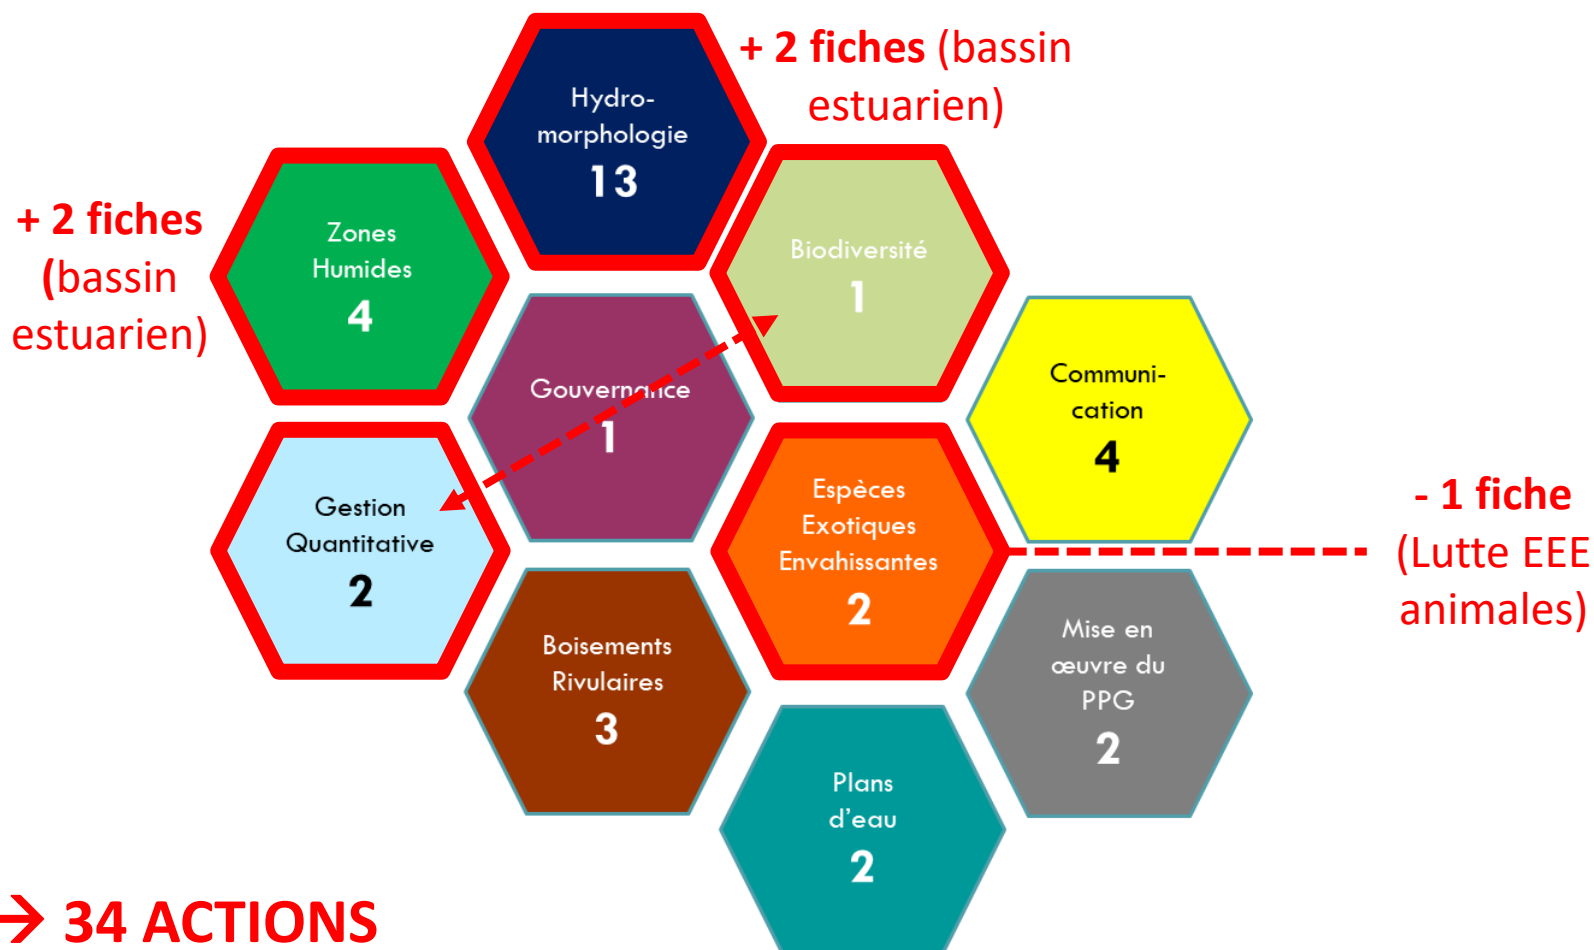 Hydro-
morphologie
13
+ 2 fiches (bassin
estuarien)
+ 2 fiches
(bassin
estuarien)
Zones
Humides
4
Biodiversité
1
Gouvernance
1
Communi-
cation
4
Gestion
Quantitative
2
Espèces
Exotiques
Envahissantes
2
- 1 fiche
(Lutte EEE
animales)
Boisements
Rivulaires
3
Mise en
œuvre du
PPG
2
Plans
d’eau
2
→ 34 ACTIONS